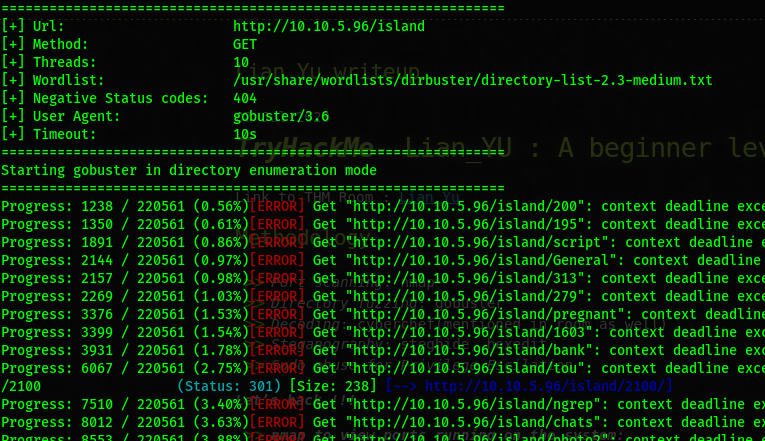 ===============================================================
[+] Url:                     http://10.10.5.96/island
[+] Method:                  GET
[+] Threads:                 10
[+] Wordlist:                /usr/share/wordlists/dirbuster/directory-list-2.3-medium.txt
[+] Negative Status codes:   404
[+] User Agent:              gobuster/3.6
[+] Timeout:                 10s
===============================================================
Starting gobuster in directory enumeration mode
===============================================================
Progress: 1238 / 220561 (0.56%)[ERROR] Get "http://10.10.5.96/island/200": context deadline exce
Progress: 1350 / 220561 (0.61%)[ERROR] Get "http://10.10.5.96/island/195": context deadline exce
Progress: 1891 / 220561 (0.86%)[ERROR] Get "http://10.10.5.96/island/script": context deadline e
Progress: 2144 / 220561 (0.97%)[ERROR] Get "http://10.10.5.96/island/General": context deadline
Progress: 2157 / 220561 (0.98%)[ERROR] Get "http://10.10.5.96/island/313": context deadline exce
Progress: 2269 / 220561 (1.03%)[ERROR] Get "http://10.10.5.96/island/279": context deadline exce
Progress: 3376 / 220561 (1.53%)[ERROR] Get "http://10.10.5.96/island/pregnant": context deadline
Progress: 3399 / 220561 (1.54%)[ERROR] Get "http://10.10.5.96/island/1603": context deadline exc
Progress: 3931 / 220561 (1.78%)[ERROR] Get "http://10.10.5.96/island/bank": context deadline exc
Progress: 6067 / 220561 (2.75%)[ERROR] Get "http://10.10.5.96/island/tou": context deadline exce
/2100                 (Status: 301) [Size: 238] [--> http://10.10.5.96/island/2100/]
Progress: 7510 / 220561 (3.40%)[ERROR] Get "http://10.10.5.96/island/ngrep": context deadline ex
Progress: 8012 / 220561 (3.63%)[ERROR] Get "http://10.10.5.96/island/chats": context deadline ex
Progress: 8553 / 220561 (3.88%)[ERROR] Get
Lian_Yu writeup
TryHackMe Lian_YU : A beginner lev
Link to THM Room : Lian_Yu
Methodology